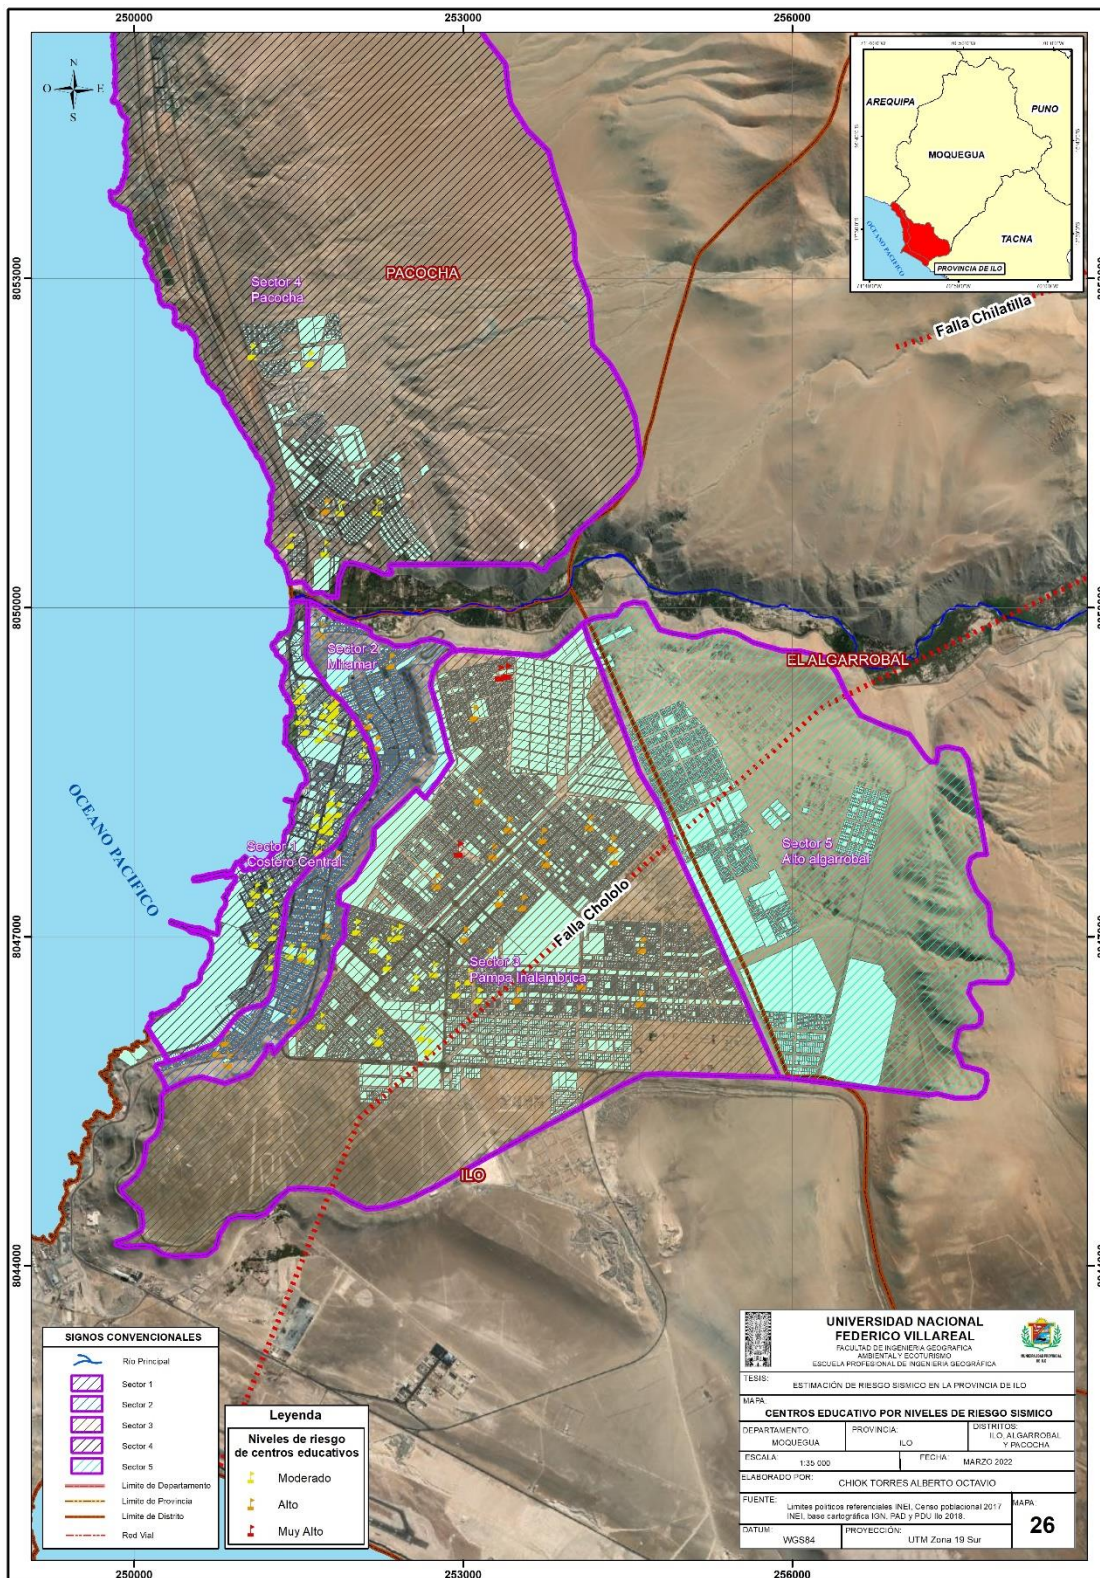 250000
253000
256000
N
O
E
S
AREQUIPA
PUNO
MOQUEGUA
TACNA
OCEANO PACIFICO
PROVINCIA DE ILO
8053000
Sector 4
Pacocha
PACOCHA
Falla Chilatilla
8050000
Sector 2
Miramar
EL ALGARROBAL
OCEANO PACIFICO
Sector 1
Costero Central
Sector 5
Alto algarrobal
Falla Chololo
8047000
Sector 3
Pampa Inalambrica
ILO
8044000
SIGNOS CONVENCIONALES
Río Principal
Sector 1
Sector 2
Sector 3
Sector 4
Sector 5
Limite de Departamento
Limite de Provincia
Límite de Distrito
Red Vial
Leyenda
Niveles de riesgo
de centros educativos
Moderado
Alto
Muy Alto
UNIVERSIDAD NACIONAL
FEDERICO VILLAREAL
FACULTAD DE INGENIERIA GEOGRAFICA
AMBIENTAL Y ECOTURISMO
ESCUELA PROFESIONAL DE INGENIERIA GEOGRÁFICA
TESIS:
ESTIMACIÓN DE RIESGO SISMICO EN LA PROVINCIA DE ILO
MAPA:
CENTROS EDUCATIVO POR NIVELES DE RIESGO SISMICO
DEPARTAMENTO:
MOQUEGUA
PROVINCIA:
ILO
DISTRITOS:
ILO, ALGARROBAL
Y PACOCHA
ESCALA:
1:35 000
FECHA:
MARZO 2022
ELABORADO POR:
CHIOK TORRES ALBERTO OCTAVIO
FUENTE:
Limites politicos referenciales INEI, Censo poblacional 2017
INEI, base cartográfica IGN, PAD y PDU Ilo 2018.
MAPA
26
DATUM:
WGS84
PROYECCIÓN:
UTM Zona 19 Sur
250000
253000
256000